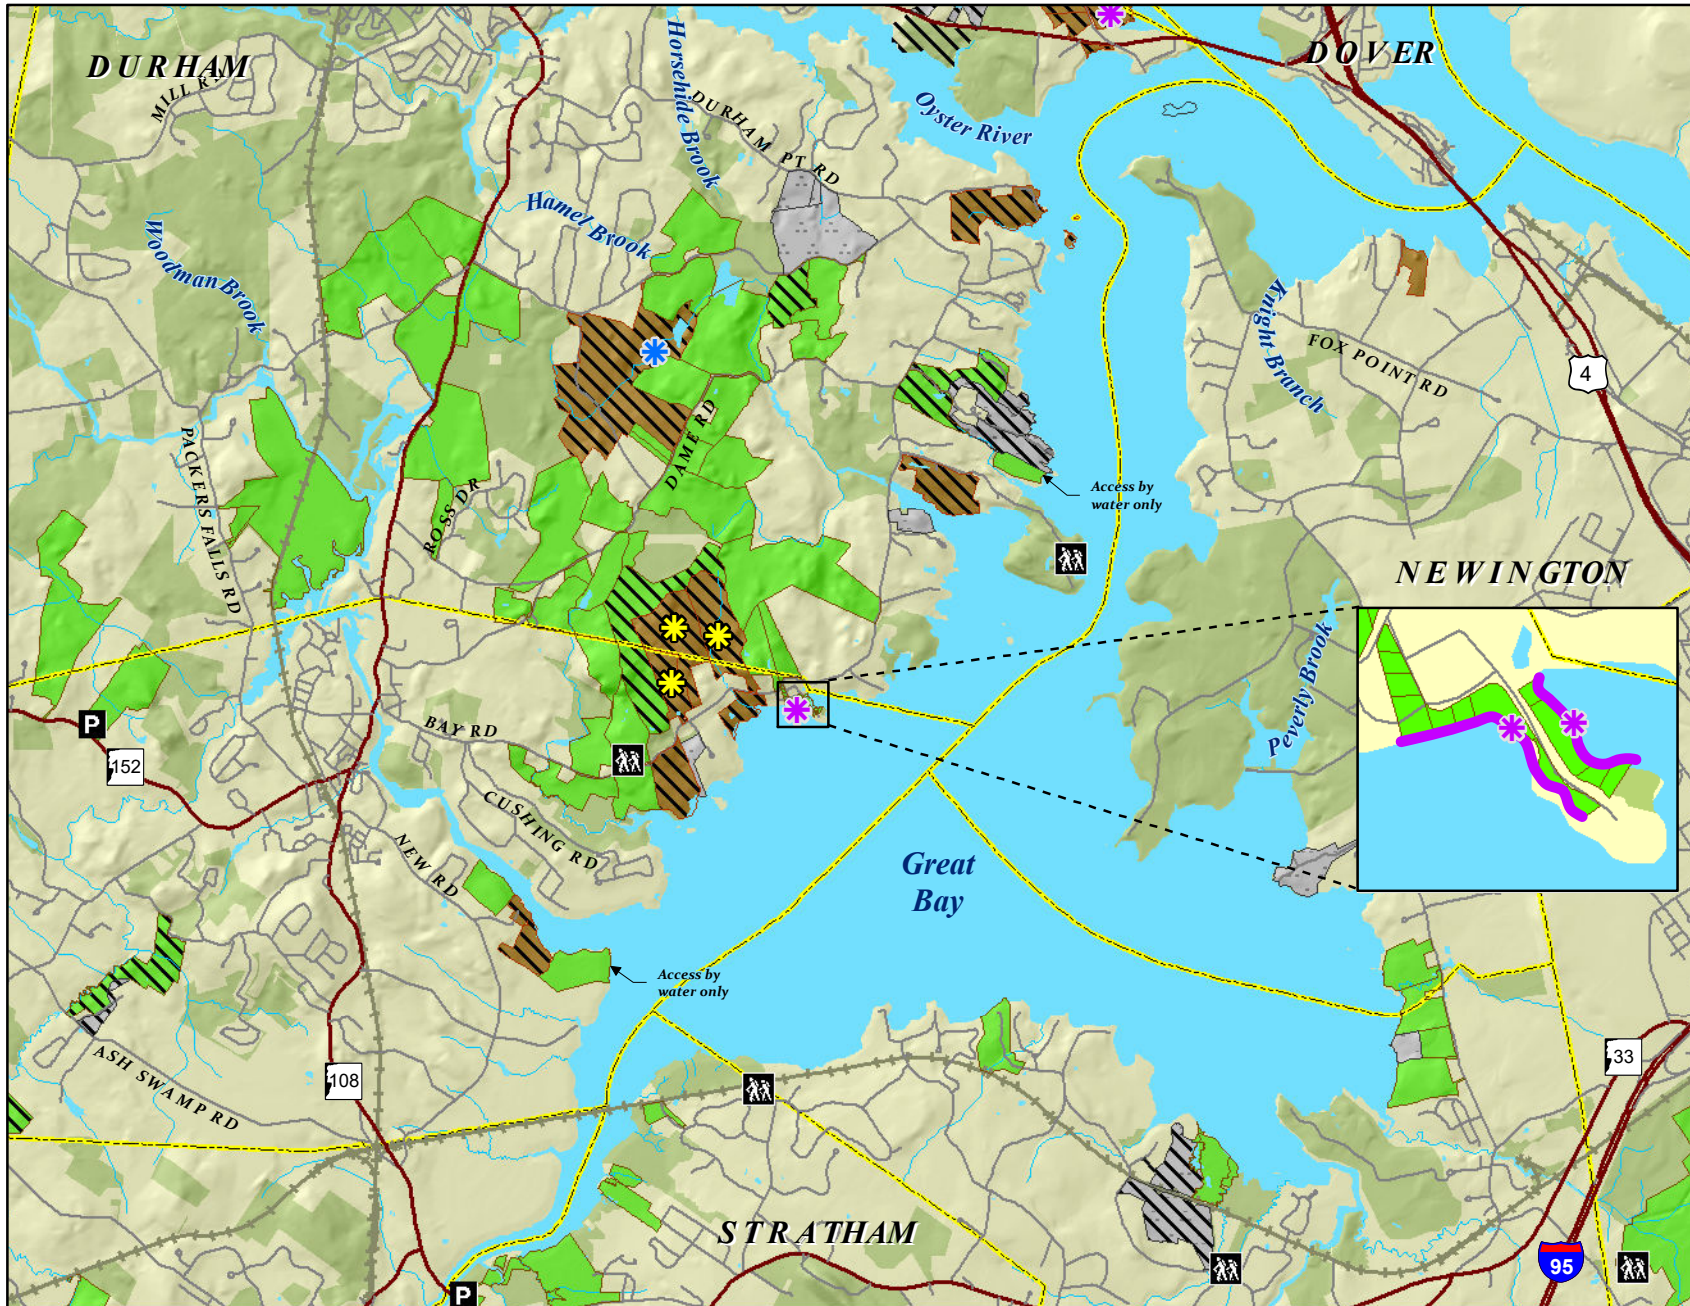 DURHAM
DOVER
MILL RD
Horsehide Brook
DURHAM PT RD
Oyster River
Hamel Brook
Woodman Brook
Knight Branch
FOX POINT RD
4
PACKERS FALLS RD
DAME RD
ROSS DR
Access by
water only
NEWINGTON
Peverly Brook
BAY RD
P
152
CUSHING RD
NEW RD
Great
Bay
Access by
water only
ASH SWAMP RD
108
33
STRATHAM
95
P